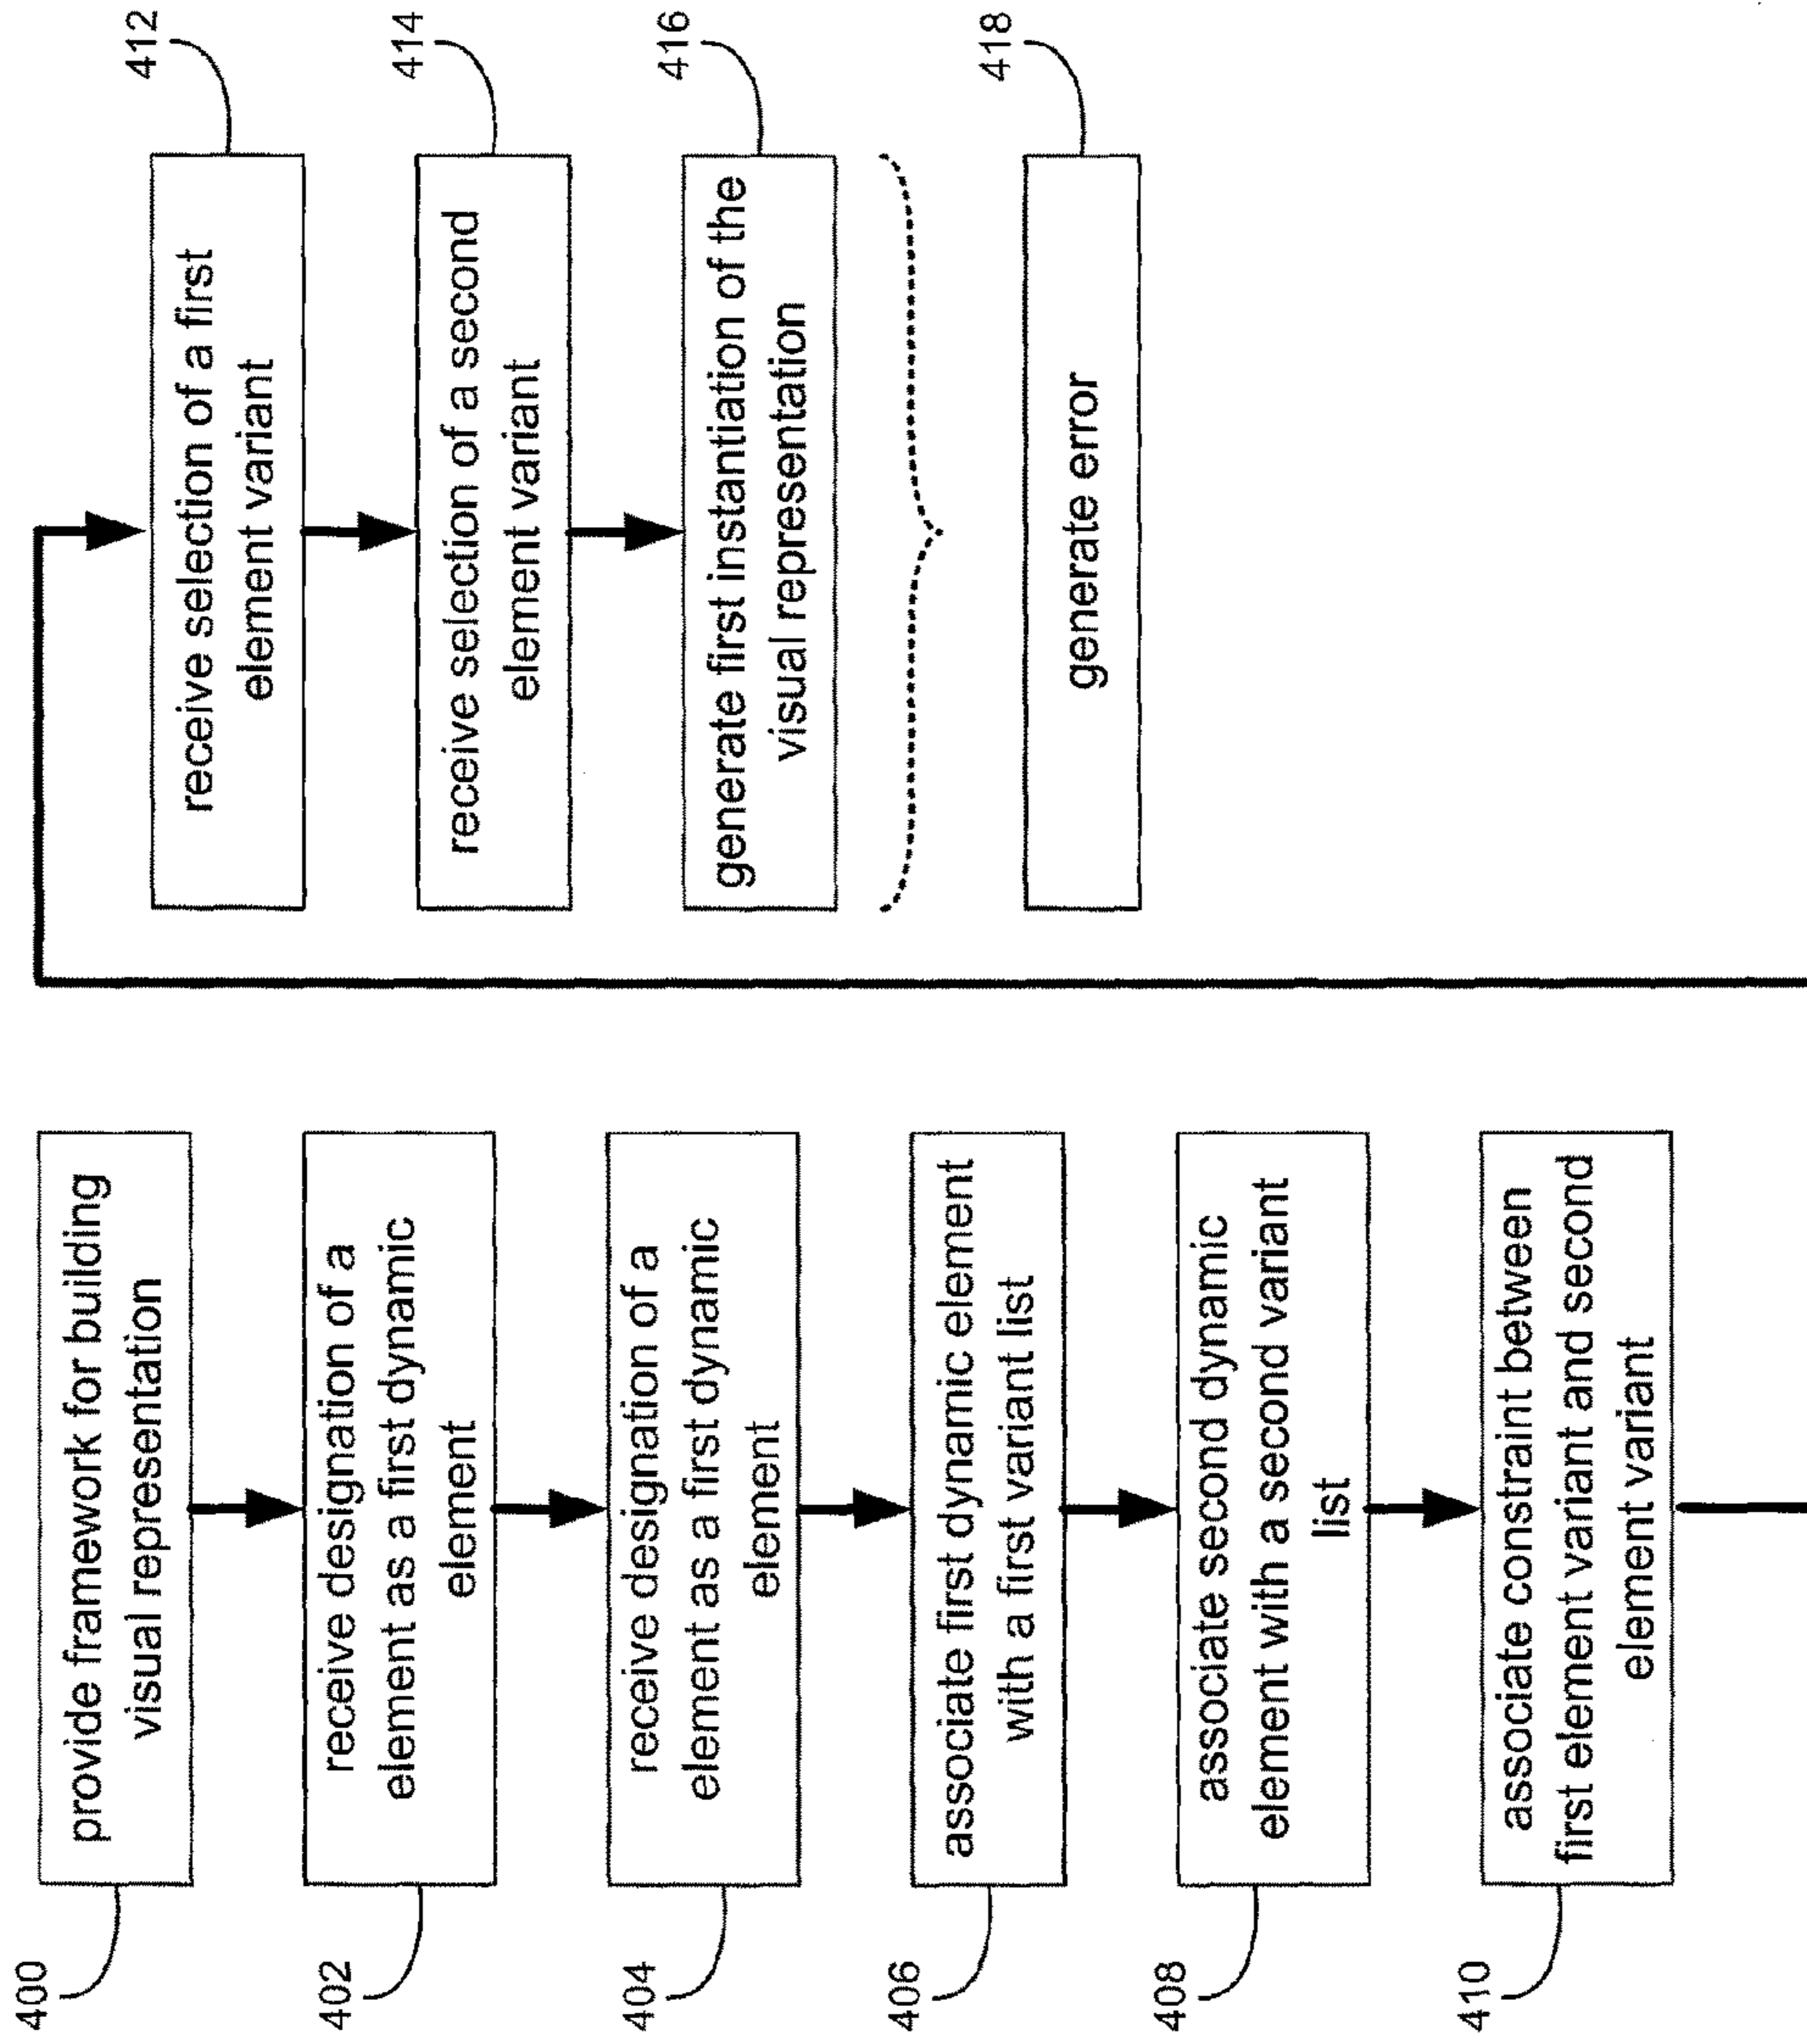 400
provide framework for building
visual representation
402
receive designation of a
element as a first dynamic
element
404
receive designation of a
element as a first dynamic
element
406
associate first dynamic element
with a first variant list
408
associate second dynamic
element with a second variant
list
410
associate constraint between
first element variant and second
element variant
412
receive selection of a first
element variant
414
receive selection of a second
element variant
416
generate first instantiation of the
visual representation
418
generate error